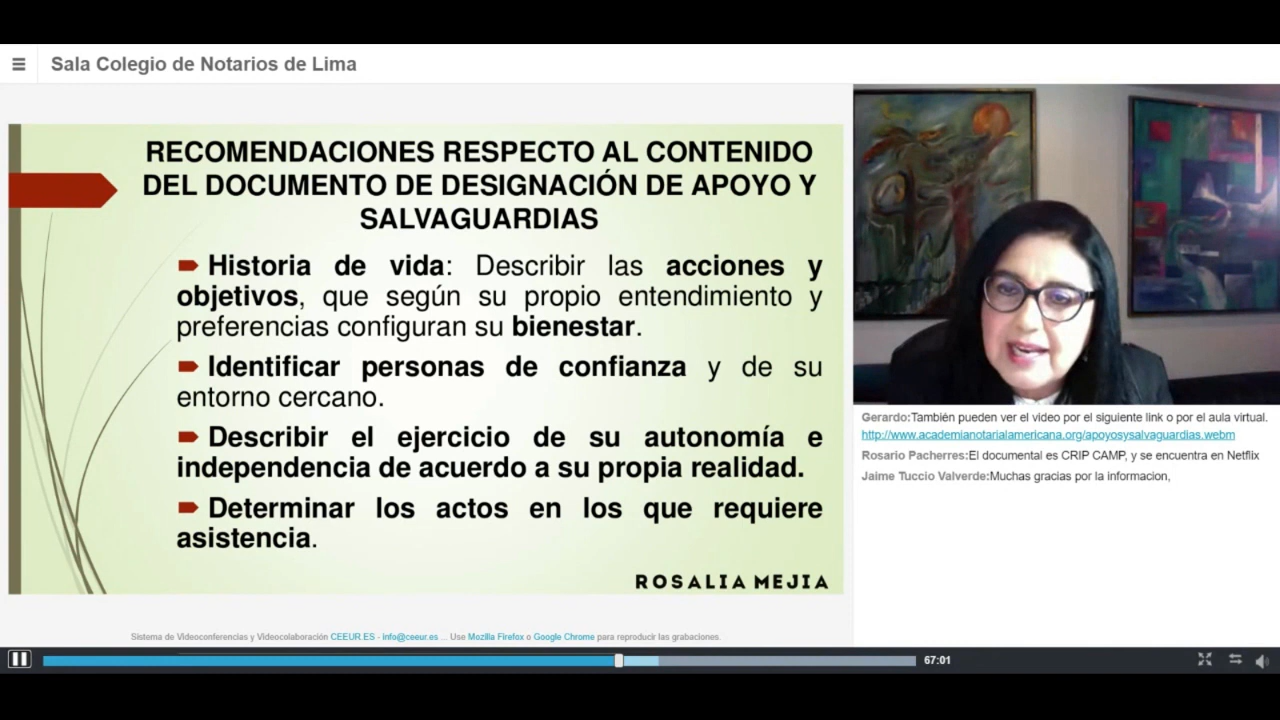 Sala Colegio de Notarios de Lima
RECOMENDACIONES RESPECTO AL CONTENIDO
DEL DOCUMENTO DE DESIGNACIÓN DE APOYO Y
SALVAGUARDIAS
Historia de vida: Describir las acciones y
objetivos, que según su propio entendimiento y
preferencias configuran su bienestar.
Identificar personas de confianza y de su
entorno cercano.
Describir el ejercicio de su autonomía e
independencia de acuerdo a su propia realidad.
Determinar los actos en los que requiere
asistencia.
ROSALIA MEJIA
Gerardo:También pueden ver el video por el siguiente link o por el aula virtual.
http://www.academianotarialamericana.org/apoyosysalvaguardias.webm
Rosario Pacherres:El documental es CRIP CAMP, y se encuentra en Netflix
Jaime Tuccio Valverde:Muchas gracias por la informacion,
Sistema de Videoconferencias y Videocolaboración CEEUR.ES - info@ceeur.es ... Use Mozilla Firefox o Google Chrome para reproducir las grabaciones.
67:01